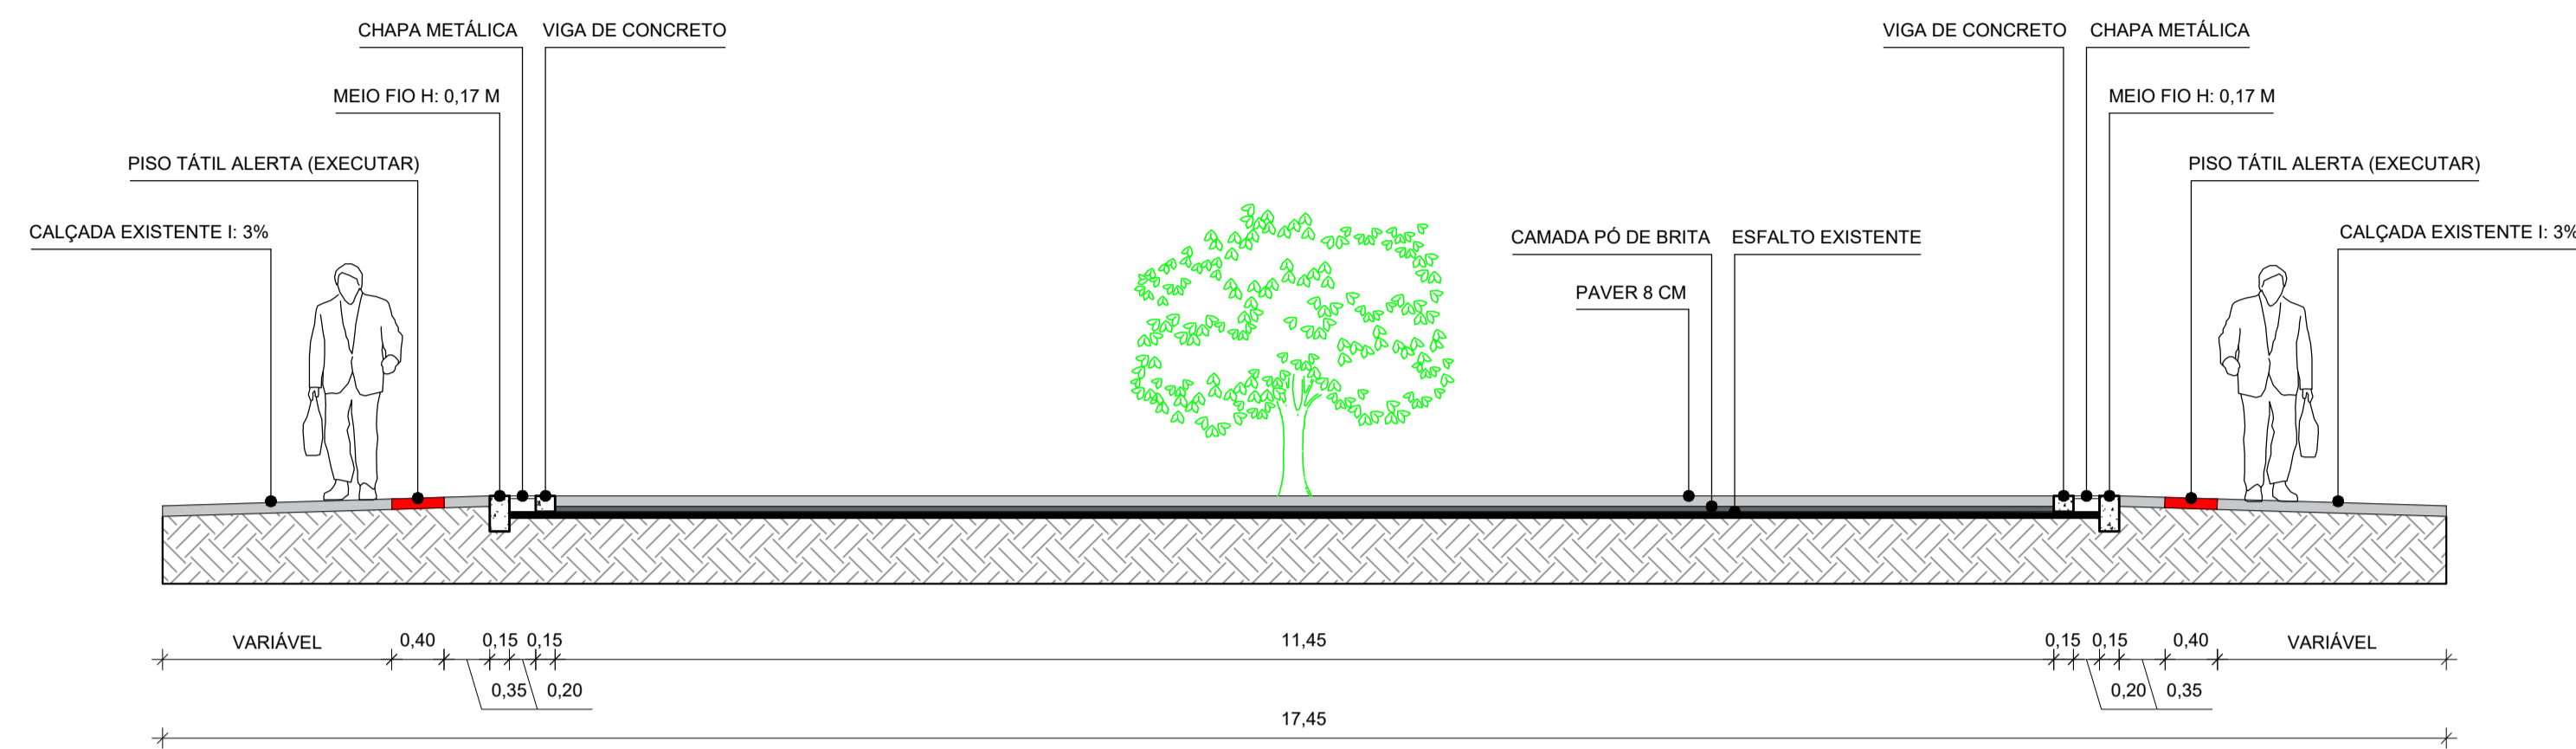 CHAPA METÁLICA VIGA DE CONCRETO
VIGA DE CONCRETO CHAPA METÁLICA
MEIO FIO H: 0,17 M
MEIO FIO H: 0,17 M
PISO TÁTIL ALERTA (EXECUTAR)
PISO TÁTIL ALERTA (EXECUTAR)
CALÇADA EXISTENTE I: 3%
CAMADA PÓ DE BRITA ESFALTO EXISTENTE
CALÇADA EXISTENTE I: 3%
PAVER 8 CM
VARIÁVEL 0,40 0,15 0,15 11,45 0,15 0,15 0,40 VARIÁVEL
0,35 0,20 0,20 0,35
17,45